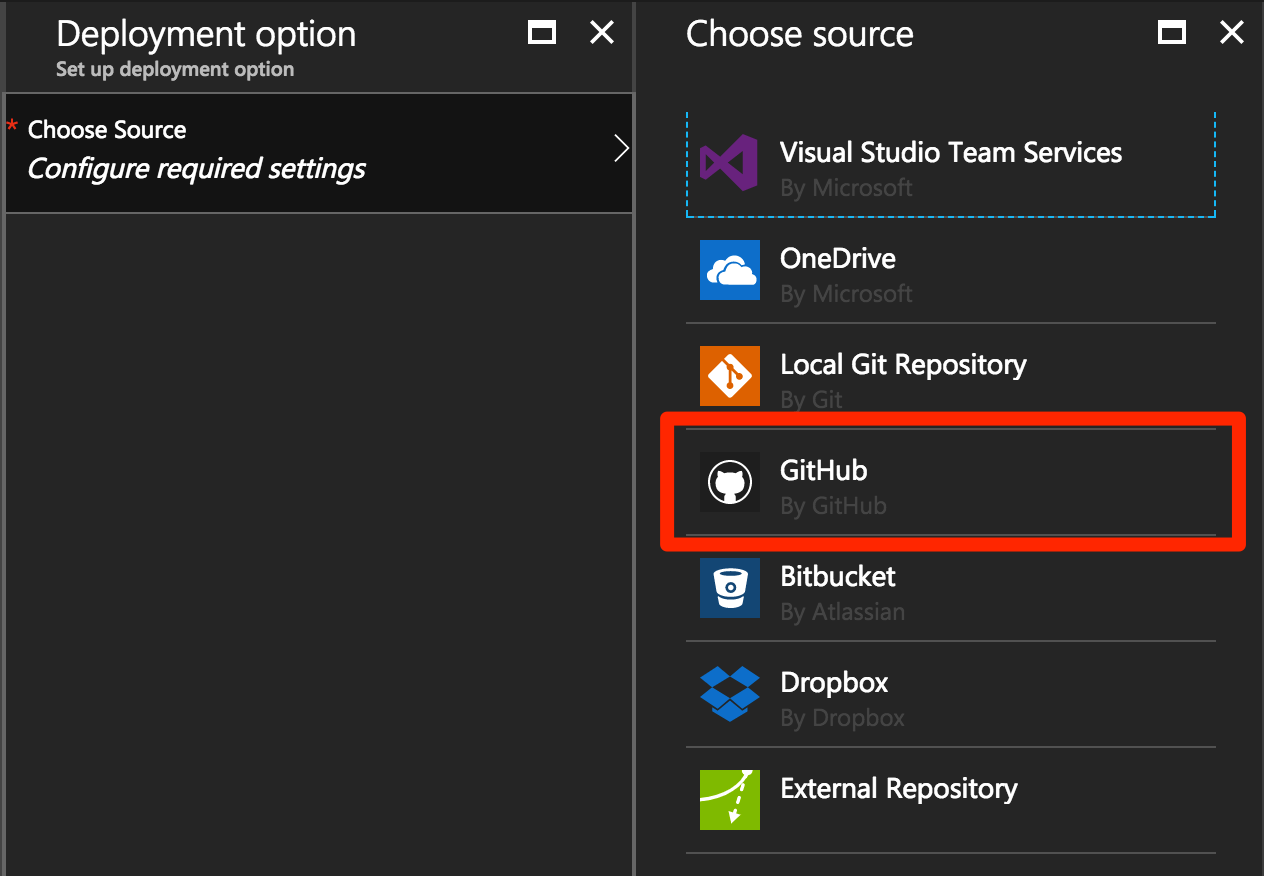 Deployment option
Set up deployment option
* Choose Source
Configure required settings
Choose source
Visual Studio Team Services
By Microsoft
OneDrive
By Microsoft
Local Git Repository
By Git
GitHub
By GitHub
Bitbucket
By Atlassian
Dropbox
By Dropbox
External Repository